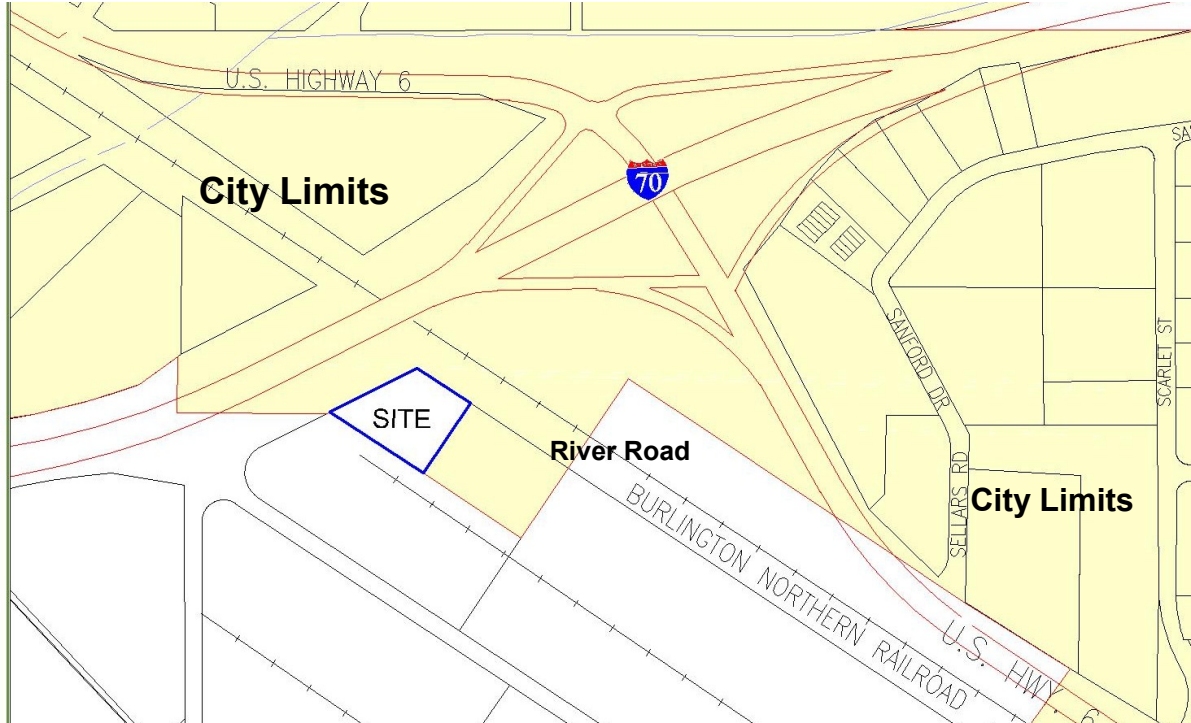 U.S. HIGHWAY 6
SA
City Limits
70
SANFORD DR
SCARLET ST
SITE
River Road
SELLARS RD
City Limits
BURLINGTON NORTHERN RAILROAD
U.S. HWY. 6